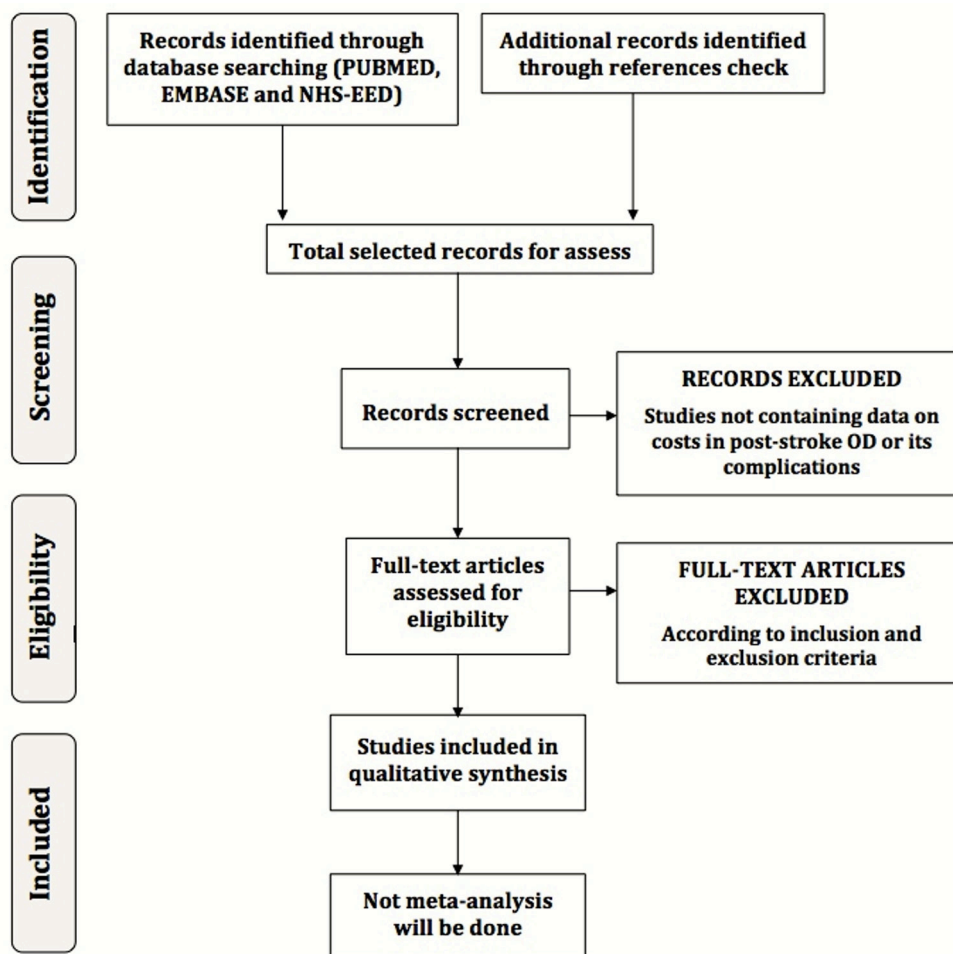 Identification
Records identified through
database searching (PUBMED,
EMBASE and NHS-EED)
Additional records identified
through references check
Total selected records for assess
Screening
Records screened
RECORDS EXCLUDED
Studies not containing data on
costs in post-stroke OD or its
complications
Eligibility
Full-text articles
assessed for
eligibility
FULL-TEXT ARTICLES
EXCLUDED
According to inclusion and
exclusion criteria
Included
Studies included in
qualitative synthesis
Not meta-analysis
will be done